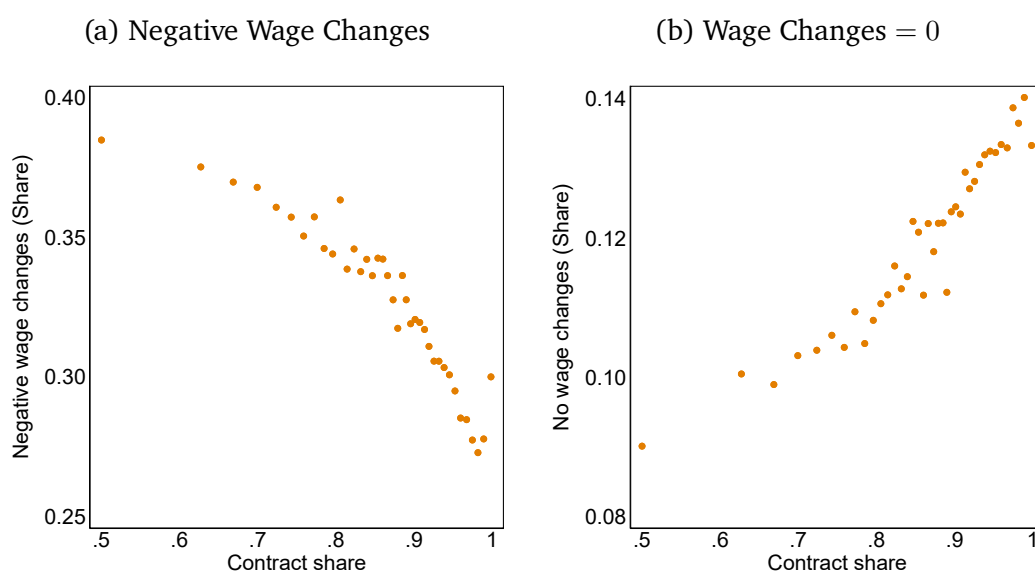 (a) Negative Wage Changes
(b) Wage Changes = 0
Negative wage changes (Share)
0.40
0.35
0.30
0.25
.5 .6 .7 .8 .9 1
Contract share
No wage changes (Share)
0.14
0.12
0.10
0.08
.5 .6 .7 .8 .9 1
Contract share